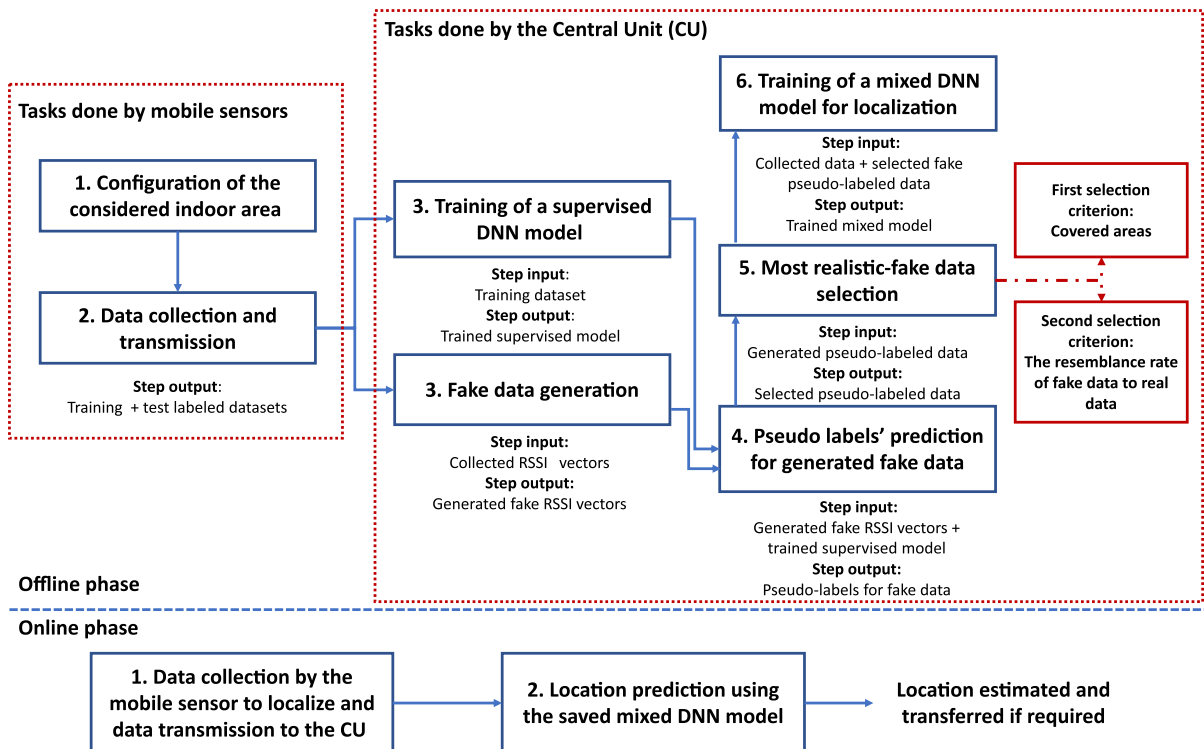 Tasks done by mobile sensors
1. Configuration of the
considered indoor area
2. Data collection and
transmission
Step output:
Training + test labeled datasets
Tasks done by the Central Unit (CU)
3. Training of a supervised
DNN model
Step input:
Training dataset
Step output:
Trained supervised model
3. Fake data generation
Step input:
Collected RSSI vectors
Step output:
Generated fake RSSI vectors
6. Training of a mixed DNN
model for localization
Step input:
Collected data + selected fake
pseudo-labeled data
Step output:
Trained mixed model
5. Most realistic-fake data
selection
Step input:
Generated pseudo-labeled data
Step output:
Selected pseudo-labeled data
4. Pseudo labels’ prediction
for generated fake data
Step input:
Generated fake RSSI vectors +
trained supervised model
Step output:
Pseudo-labels for fake data
First selection
criterion:
Covered areas
Second selection
criterion:
The resemblance rate
of fake data to real
data
Offline phase
Online phase
1. Data collection by the
mobile sensor to localize and
data transmission to the CU
2. Location prediction using
the saved mixed DNN model
Location estimated and
transferred if required